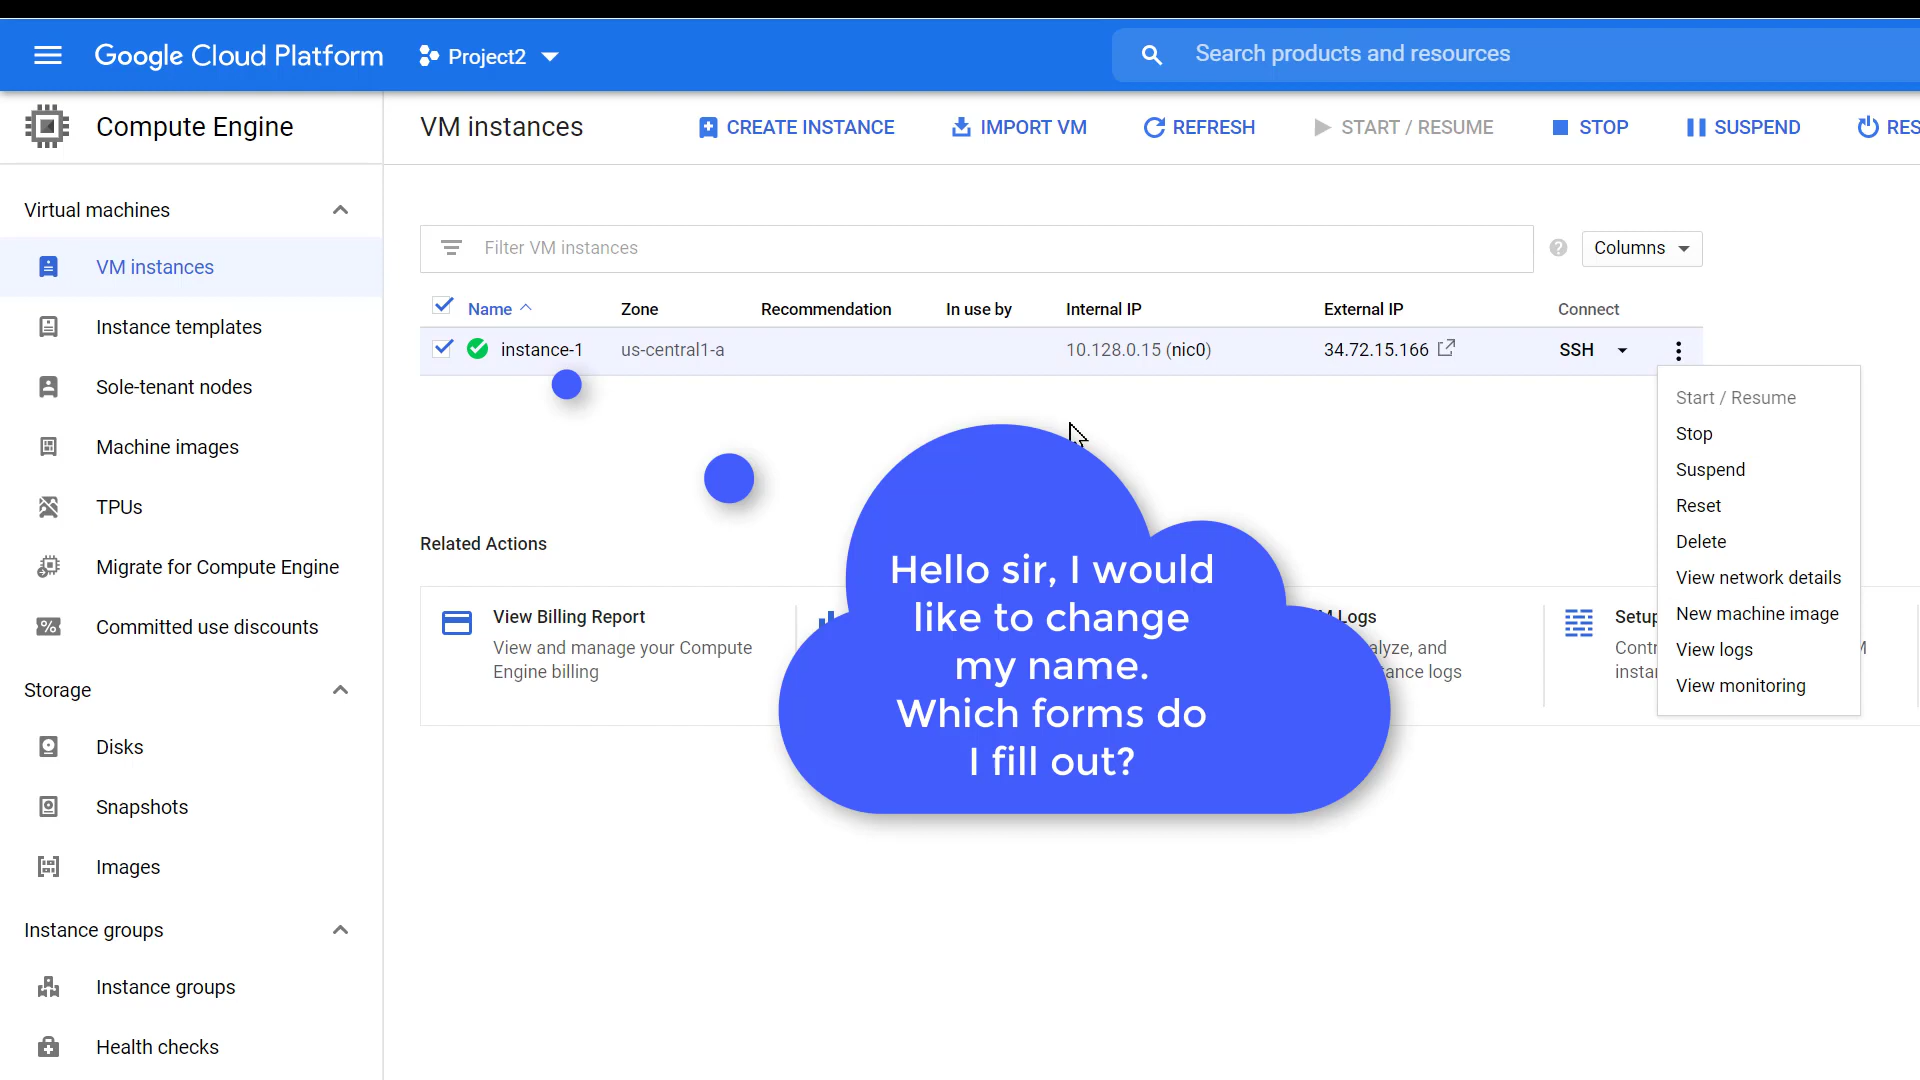 Google Cloud Platform
Project2
Search products and resources
Compute Engine
VM instances
CREATE INSTANCE
IMPORT VM
REFRESH
START / RESUME
STOP
SUSPEND
RES
Virtual machines
VM instances
Instance templates
Sole-tenant nodes
Machine images
TPUs
Migrate for Compute Engine
Committed use discounts
Storage
Disks
Snapshots
Images
Instance groups
Instance groups
Health checks
Filter VM instances
Columns
Name Zone Recommendation In use by Internal IP External IP Connect
instance-1 us-central1-a 10.128.0.15 (nic0) 34.72.15.166 SSH
Start / Resume
Stop
Suspend
Reset
Delete
View network details
New machine image
View logs
View monitoring
Related Actions
View Billing Report
View and manage your Compute
Engine billing
Logs
and
logs
Hello sir, I would
like to change
my name.
Which forms do
I fill out?